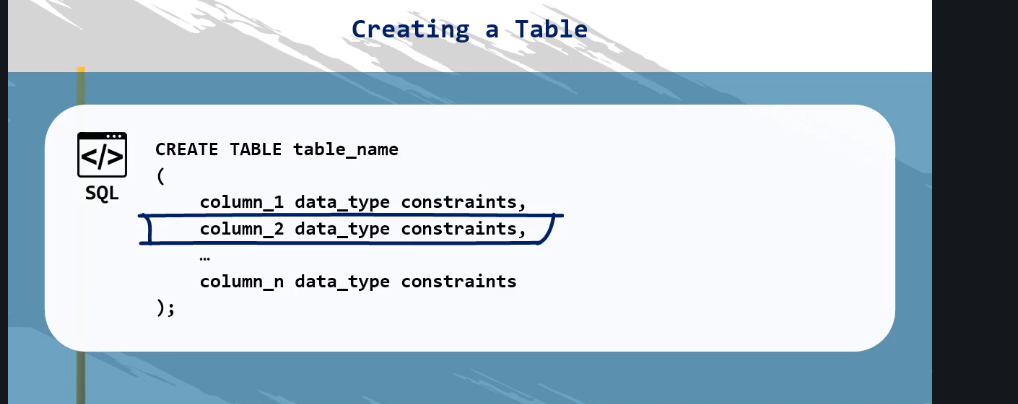 Creating a Table
</>
SQL
CREATE TABLE table_name
(
column_1 data_type constraints,
column_2 data_type constraints,
…
column_n data_type constraints
);